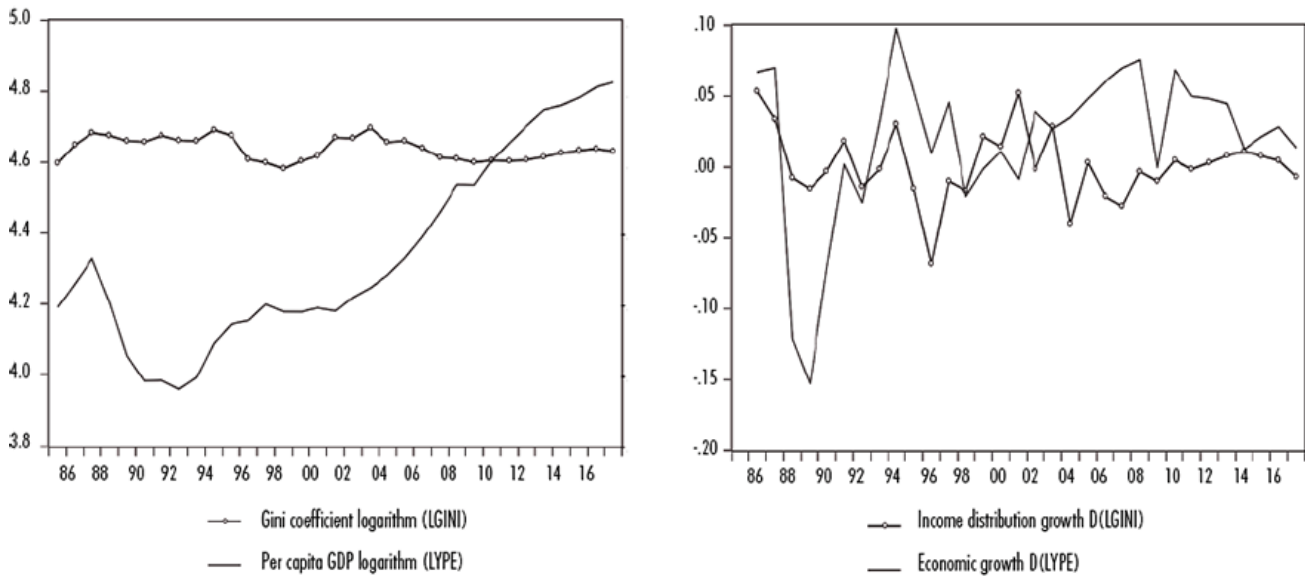 5.0
4.8
4.6
4.4
4.2
4.0
3.8
86 88 90 92 94 96 98 00 02 04 06 08 10 12 14 16
Gini coefficient logarithm (LGINI)
Per capita GDP logarithm (LYPE)
.10
.05
.00
-.05
-.10
-.15
-.20
86 88 90 92 94 96 98 00 02 04 06 08 10 12 14 16
Income distribution growth D(LGINI)
Economic growth D(LYPE)